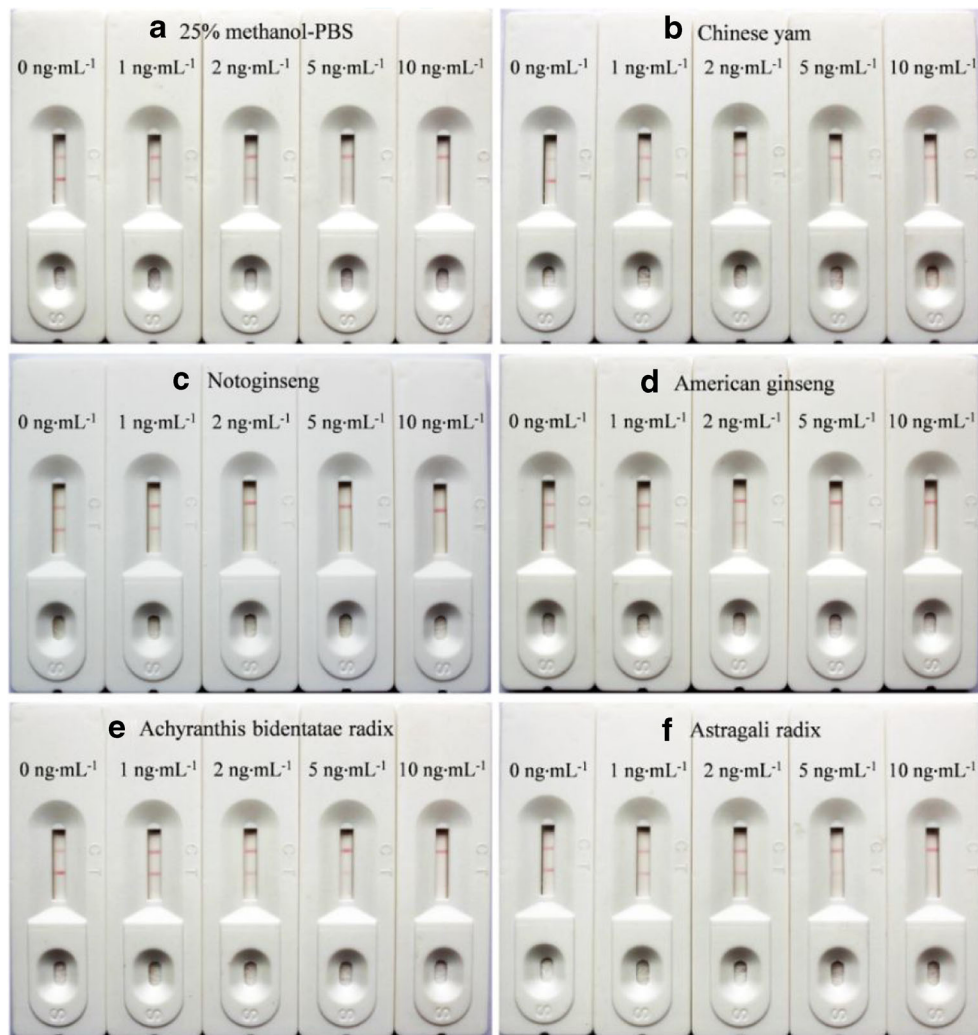 a 25% methanol-PBS
0 ng·mL⁻¹ 1 ng·mL⁻¹ 2 ng·mL⁻¹ 5 ng·mL⁻¹ 10 ng·mL⁻¹
C T C T C T C T
S S S S S
b Chinese yam
0 ng·mL⁻¹ 1 ng·mL⁻¹ 2 ng·mL⁻¹ 5 ng·mL⁻¹ 10 ng·mL⁻¹
C T C T C T C T
S S S S S
c Notoginseng
0 ng·mL⁻¹ 1 ng·mL⁻¹ 2 ng·mL⁻¹ 5 ng·mL⁻¹ 10 ng·mL⁻¹
C T C T C T C T C T
S S S S S
d American ginseng
0 ng·mL⁻¹ 1 ng·mL⁻¹ 2 ng·mL⁻¹ 5 ng·mL⁻¹ 10 ng·mL⁻¹
C T C T C T C T
S S S S S
e Achyranthis bidentatae radix
0 ng·mL⁻¹ 1 ng·mL⁻¹ 2 ng·mL⁻¹ 5 ng·mL⁻¹ 10 ng·mL⁻¹
C T C T C T C T C T
S S S S S
f Astragali radix
0 ng·mL⁻¹ 1 ng·mL⁻¹ 2 ng·mL⁻¹ 5 ng·mL⁻¹ 10 ng·mL⁻¹
C T C T C T C T
S S S S S